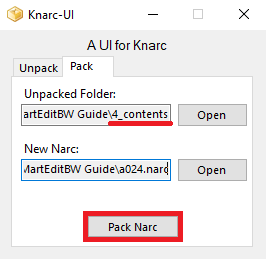 Knarc-UI
A UI for Knarc
Unpack Pack
Unpacked Folder:
artEditBW Guide\4_contents Open
New Narc:
MartEditBW Guide\a024.narc Open
Pack Narc